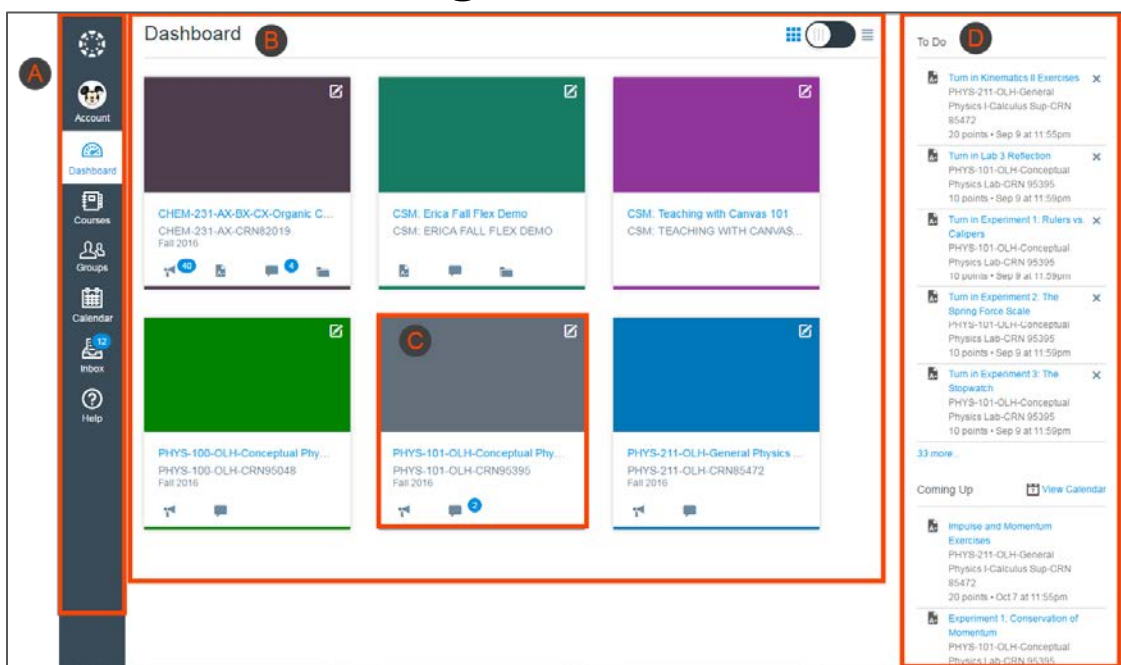 A
Account
Dashboard
Courses
Groups
Calendar
12
Inbox
Help
Dashboard
B
CHEM-231-AX-BX-CX-Organic C...
CHEM-231-AX-CRN82019
Fall 2016
40
4
CSM: Erica Fall Flex Demo
CSM: ERICA FALL FLEX DEMO
CSM: Teaching with Canvas 101
CSM: TEACHING WITH CANVAS...
PHYS-100-OLH-Conceptual Phy...
PHYS-100-OLH-CRN95048
Fall 2016
C
PHYS-101-OLH-Conceptual Phy...
PHYS-101-OLH-CRN95395
Fall 2016
2
PHYS-211-OLH-General Physics ...
PHYS-211-OLH-CRN85472
Fall 2016
To Do
D
Turn in Kinematics II Exercises
PHYS-211-OLH-General
Physics I-Calculus Sup-CRN
85472
20 points • Sep 9 at 11:55pm
Turn in Lab 3 Reflection
PHYS-101-OLH-Conceptual
Physics Lab-CRN 95395
10 points • Sep 9 at 11:59pm
Turn in Experiment 1: Rulers vs.
Calipers
PHYS-101-OLH-Conceptual
Physics Lab-CRN 95395
10 points • Sep 9 at 11:59pm
Turn in Experiment 2: The
Spring Force Scale
PHYS-101-OLH-Conceptual
Physics Lab-CRN 95395
10 points • Sep 9 at 11:59pm
Turn in Experiment 3: The
Stopwatch
PHYS-101-OLH-Conceptual
Physics Lab-CRN 95395
10 points • Sep 9 at 11:59pm
33 more...
Coming Up
View Calendar
Impulse and Momentum
Exercises
PHYS-211-OLH-General
Physics I-Calculus Sup-CRN
85472
20 points • Oct 7 at 11:55pm
Experiment 1: Conservation of
Momentum
PHYS-101-OLH-Conceptual
Physics Lab-CRN 95395